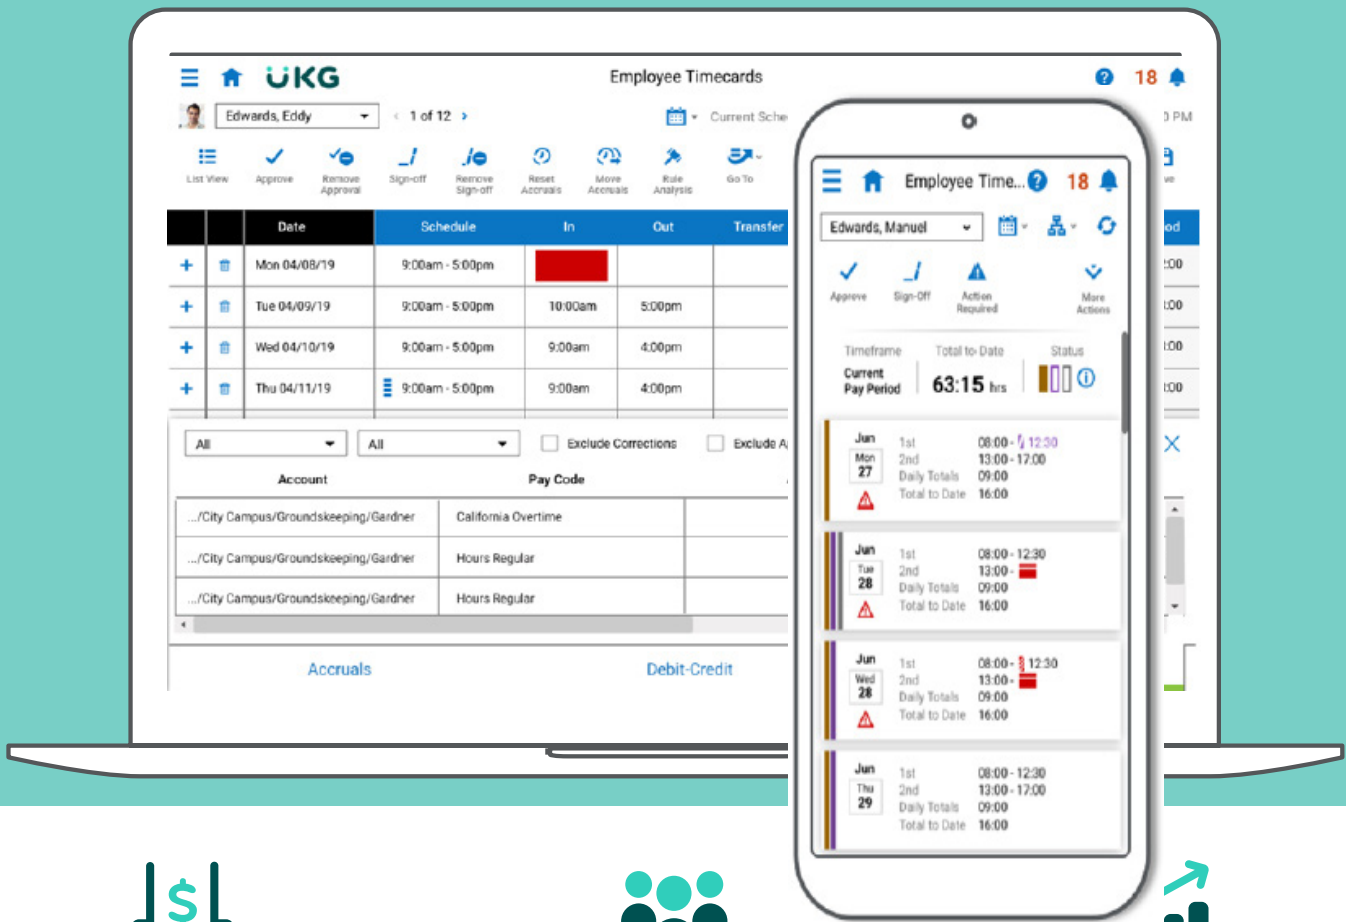 UKG
Employee Timecards
? 18
Edwards, Eddy
1 of 12
Current Sche
PM
List View
Approve
Remove Approval
Sign-off
Remove Sign-off
Reset Accruals
Move Accruals
Rule Analysis
Go To
Date Schedule In Out Transfer
Mon 04/08/19 9:00am - 5:00pm
Tue 04/09/19 9:00am - 5:00pm 10:00am 5:00pm
Wed 04/10/19 9:00am - 5:00pm 9:00am 4:00pm
Thu 04/11/19 9:00am - 5:00pm 9:00am 4:00pm
All All Exclude Corrections Exclude A
Account Pay Code
.../City Campus/Groundskeeping/Gardner California Overtime
.../City Campus/Groundskeeping/Gardner Hours Regular
.../City Campus/Groundskeeping/Gardner Hours Regular
Accruals Debit-Credit
Employee Time... ? 18
Edwards, Manuel
Approve
Sign-Off
Action Required
More Actions
Timeframe Total to Date Status
Current Pay Period 63:15 hrs
Jun Mon 27
1st 08:00 - 12:30
2nd 13:00 - 17:00
Daily Totals 09:00
Total to Date 16:00
Jun Tue 28
1st 08:00 - 12:30
2nd 13:00 -
Daily Totals 09:00
Total to Date 16:00
Jun Wed 28
1st 08:00 - 12:30
2nd 13:00 -
Daily Totals 09:00
Total to Date 16:00
Jun Thu 29
1st 08:00 - 12:30
2nd 13:00 - 17:00
Daily Totals 09:00
Total to Date 16:00
$